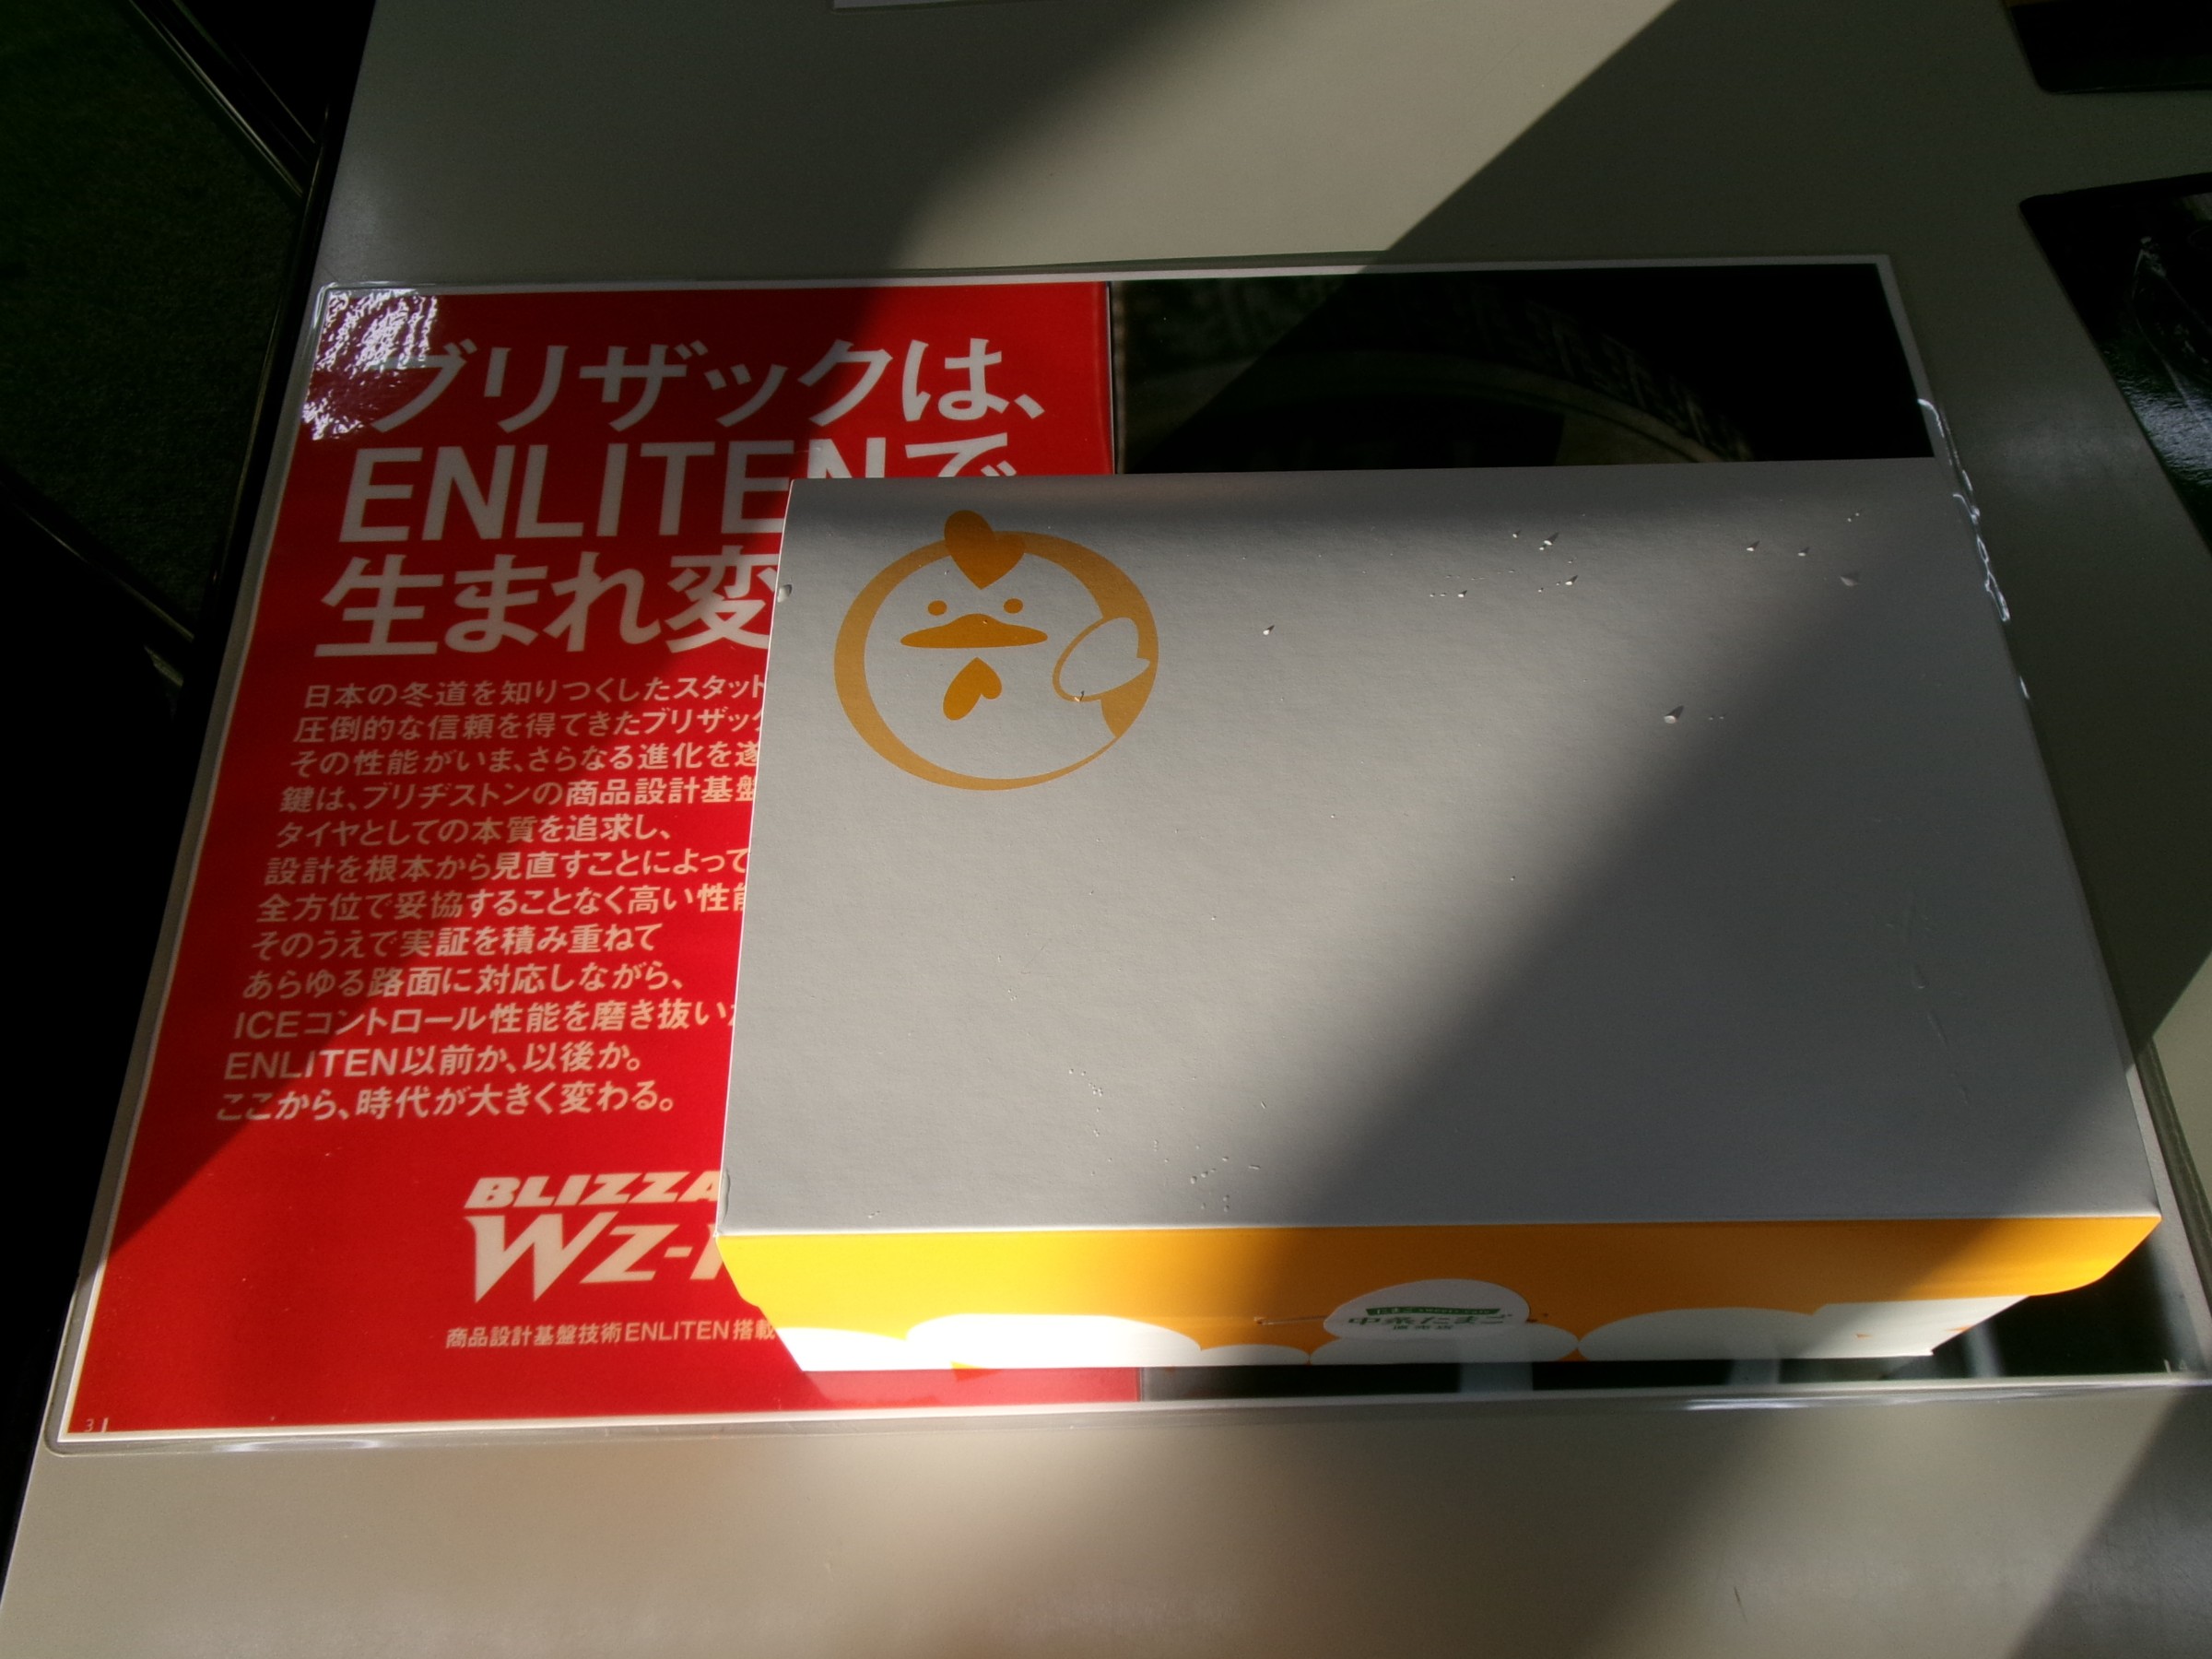 ブリザックは、
ENLITENで
生まれ変
日本の冬道を知りつくしたスタット
圧倒的な信頼を得てきたブリザック
その性能がいま、さらなる進化を遂
鍵は、ブリヂストンの商品設計基盤
タイヤとしての本質を追求し、
設計を根本から見直すことによって
全方位で妥協することなく高い性能
そのうえで実証を積み重ねて
あらゆる路面に対応しながら、
ICEコントロール性能を磨き抜い
ENLITEN以前か、以後か。
ここから、時代が大きく変わる。
BLIZZA
WZ-
商品設計基盤技術ENLITEN搭載
中条たまご
直売店
3